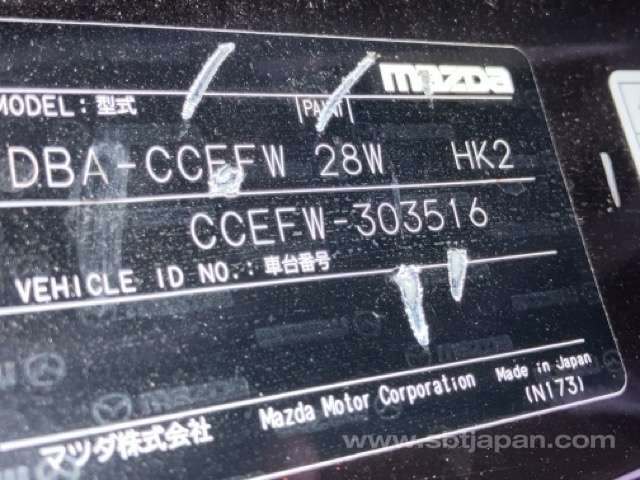 mazda
MODEL : 型式 PAINT
DBA-CCEFW 28W HK2
CCEFW-303516
VEHICLE ID NO.: 車台番号
Made in Japan
マツダ株式会社 Mazda Motor Corporation (N173)
www.sbtjapan.com